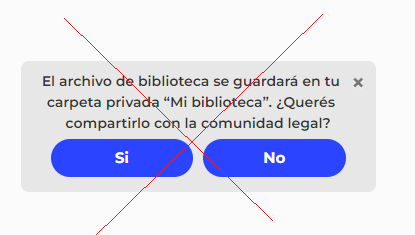 El archivo de biblioteca se guardará en tu
carpeta privada “Mi biblioteca”. ¿Querés
compartirlo con la comunidad legal?
Si No